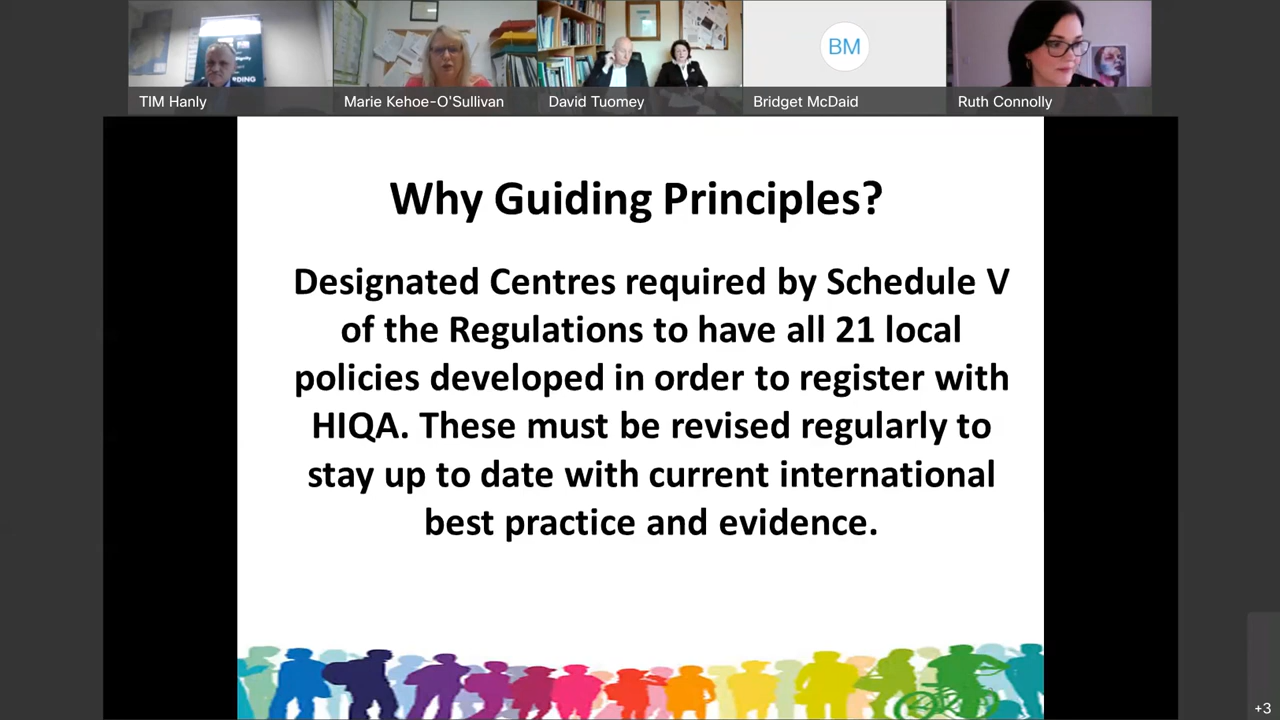 TIM Hanly
Marie Kehoe-O'Sullivan
David Tuomey
BM
Bridget McDaid
Ruth Connolly
Why Guiding Principles?
Designated Centres required by Schedule V
of the Regulations to have all 21 local
policies developed in order to register with
HIQA. These must be revised regularly to
stay up to date with current international
best practice and evidence.
+3